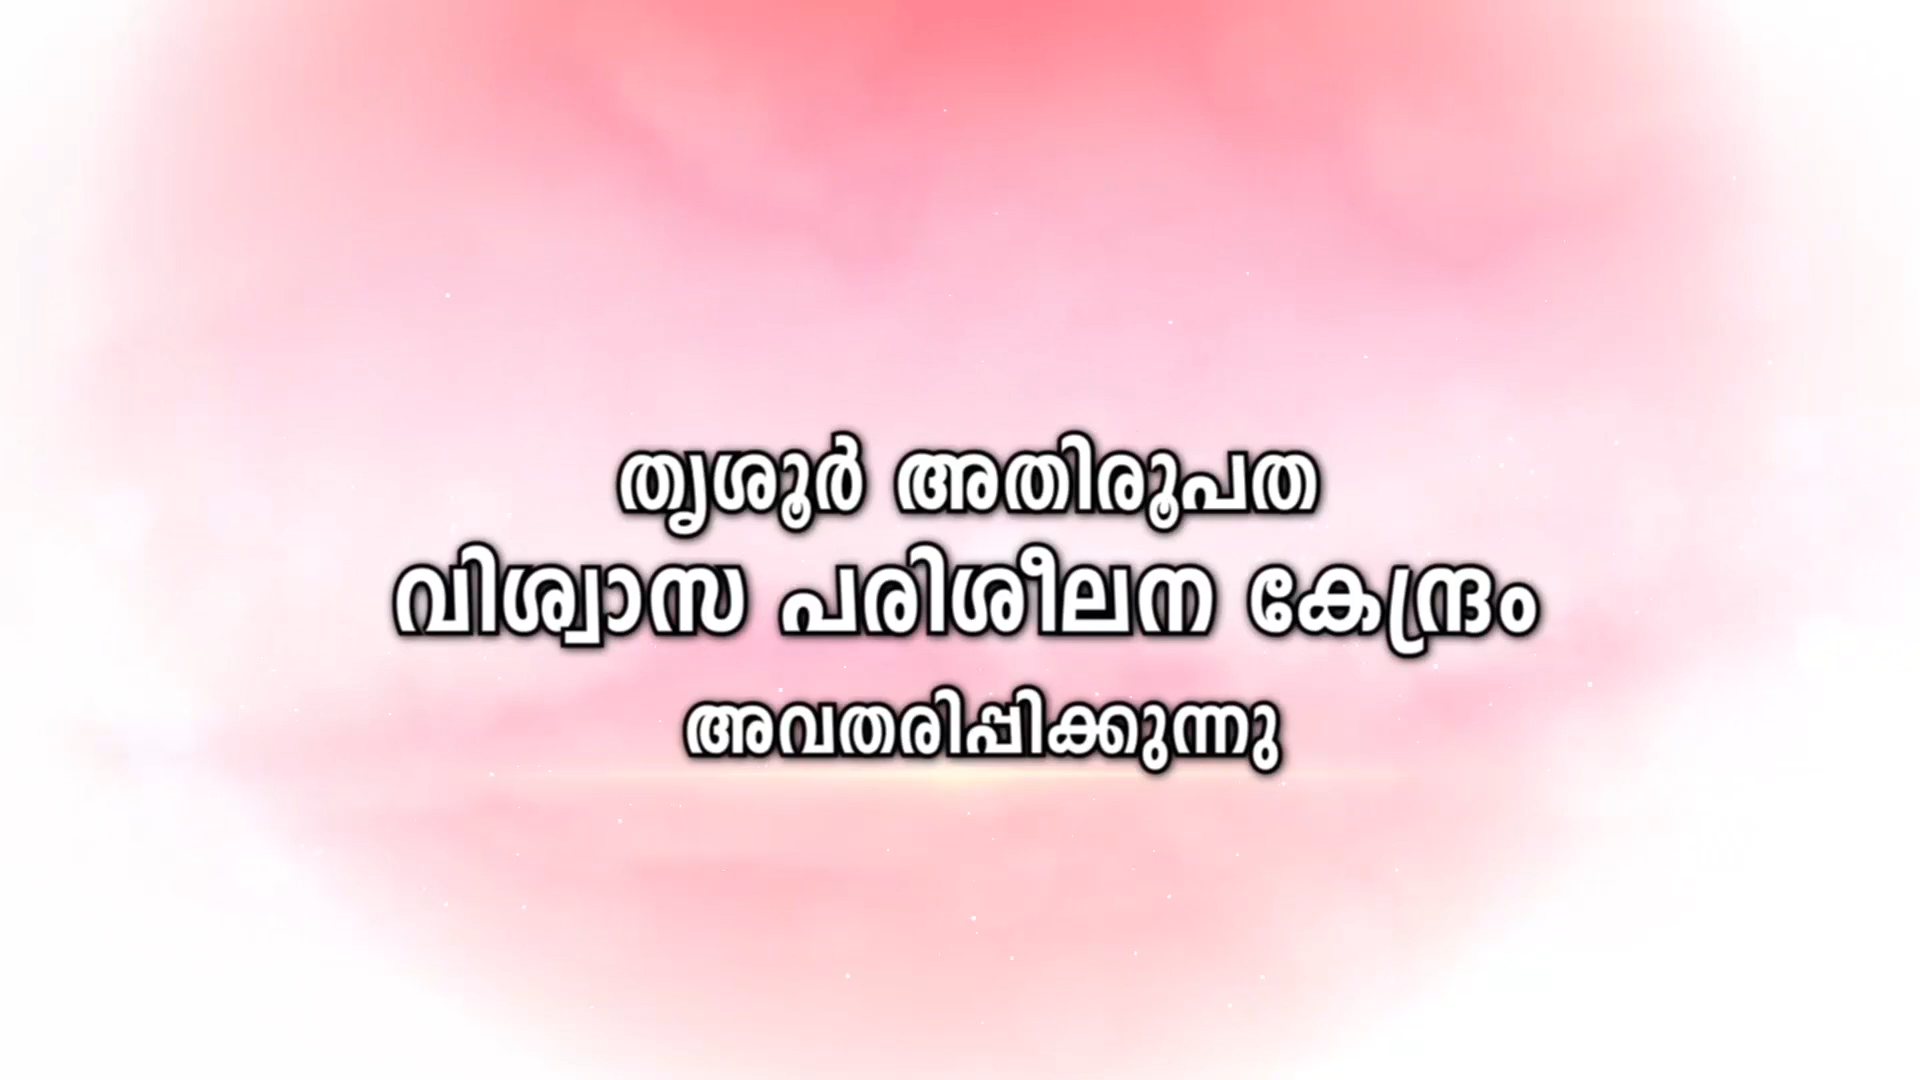 തൃശൂർ അതിരൂപത
വിശ്വാസ പരിശീലന കേന്ദ്രം
അവതരിപ്പിക്കുന്നു